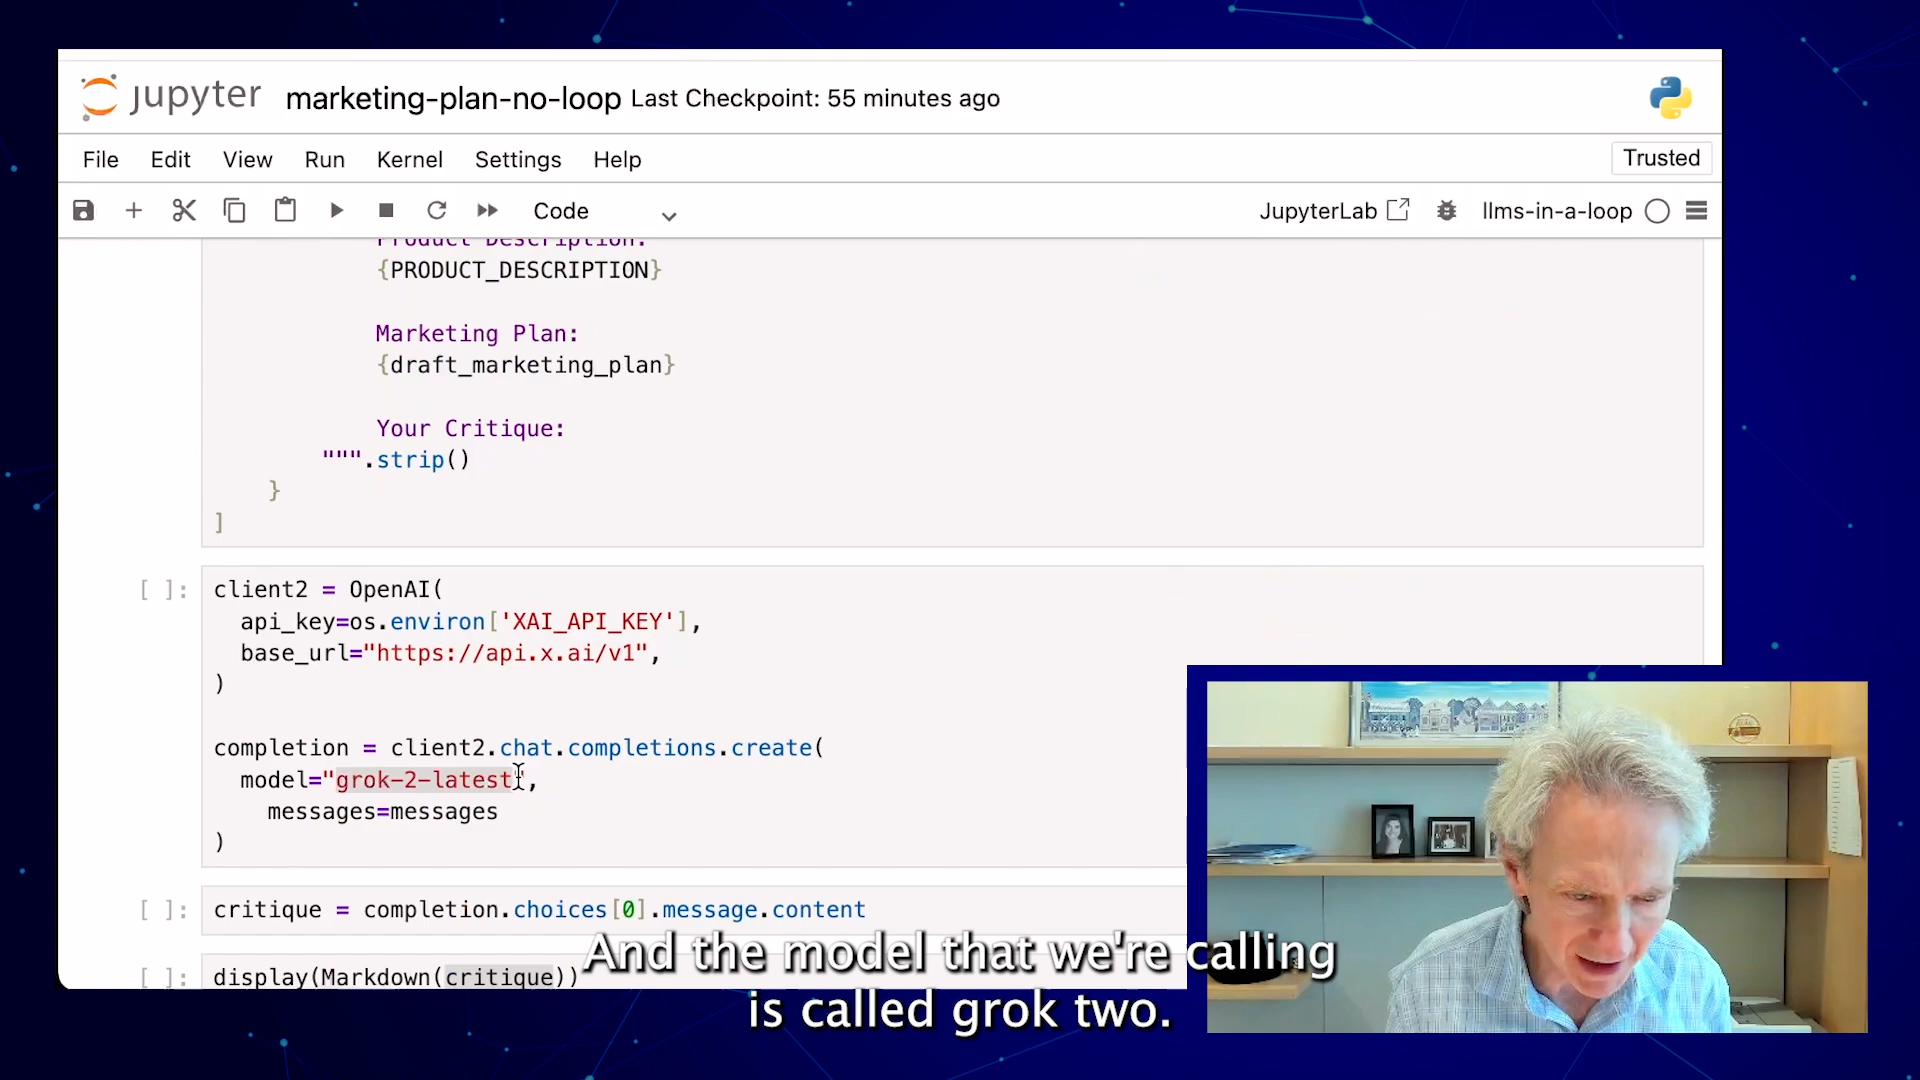 jupyter marketing-plan-no-loop Last Checkpoint: 55 minutes ago
File Edit View Run Kernel Settings Help Trusted
Code JupyterLab llms-in-a-loop
Product Description:
{PRODUCT_DESCRIPTION}
Marketing Plan:
{draft_marketing_plan}
Your Critique:
""".strip()
}
]
[ ]: client2 = OpenAI(
api_key=os.environ['XAI_API_KEY'],
base_url="https://api.x.ai/v1",
)
completion = client2.chat.completions.create(
model="grok-2-latest",
messages=messages
)
[ ]: critique = completion.choices[0].message.content
[ ]: display(Markdown(critique))
And the model that we're calling
is called grok two.